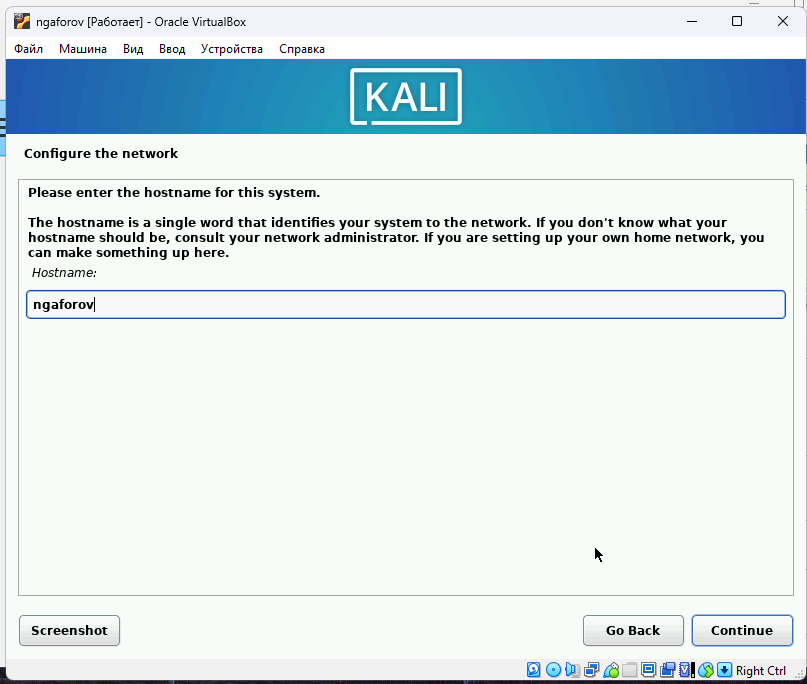 ngaforov [Работает] - Oracle VirtualBox
Файл Машина Вид Ввод Устройства Справка
KALI
Configure the network
Please enter the hostname for this system.
The hostname is a single word that identifies your system to the network. If you don't know what your
hostname should be, consult your network administrator. If you are setting up your own home network, you
can make something up here.
Hostname:
ngaforov
Screenshot Go Back Continue
Right Ctrl